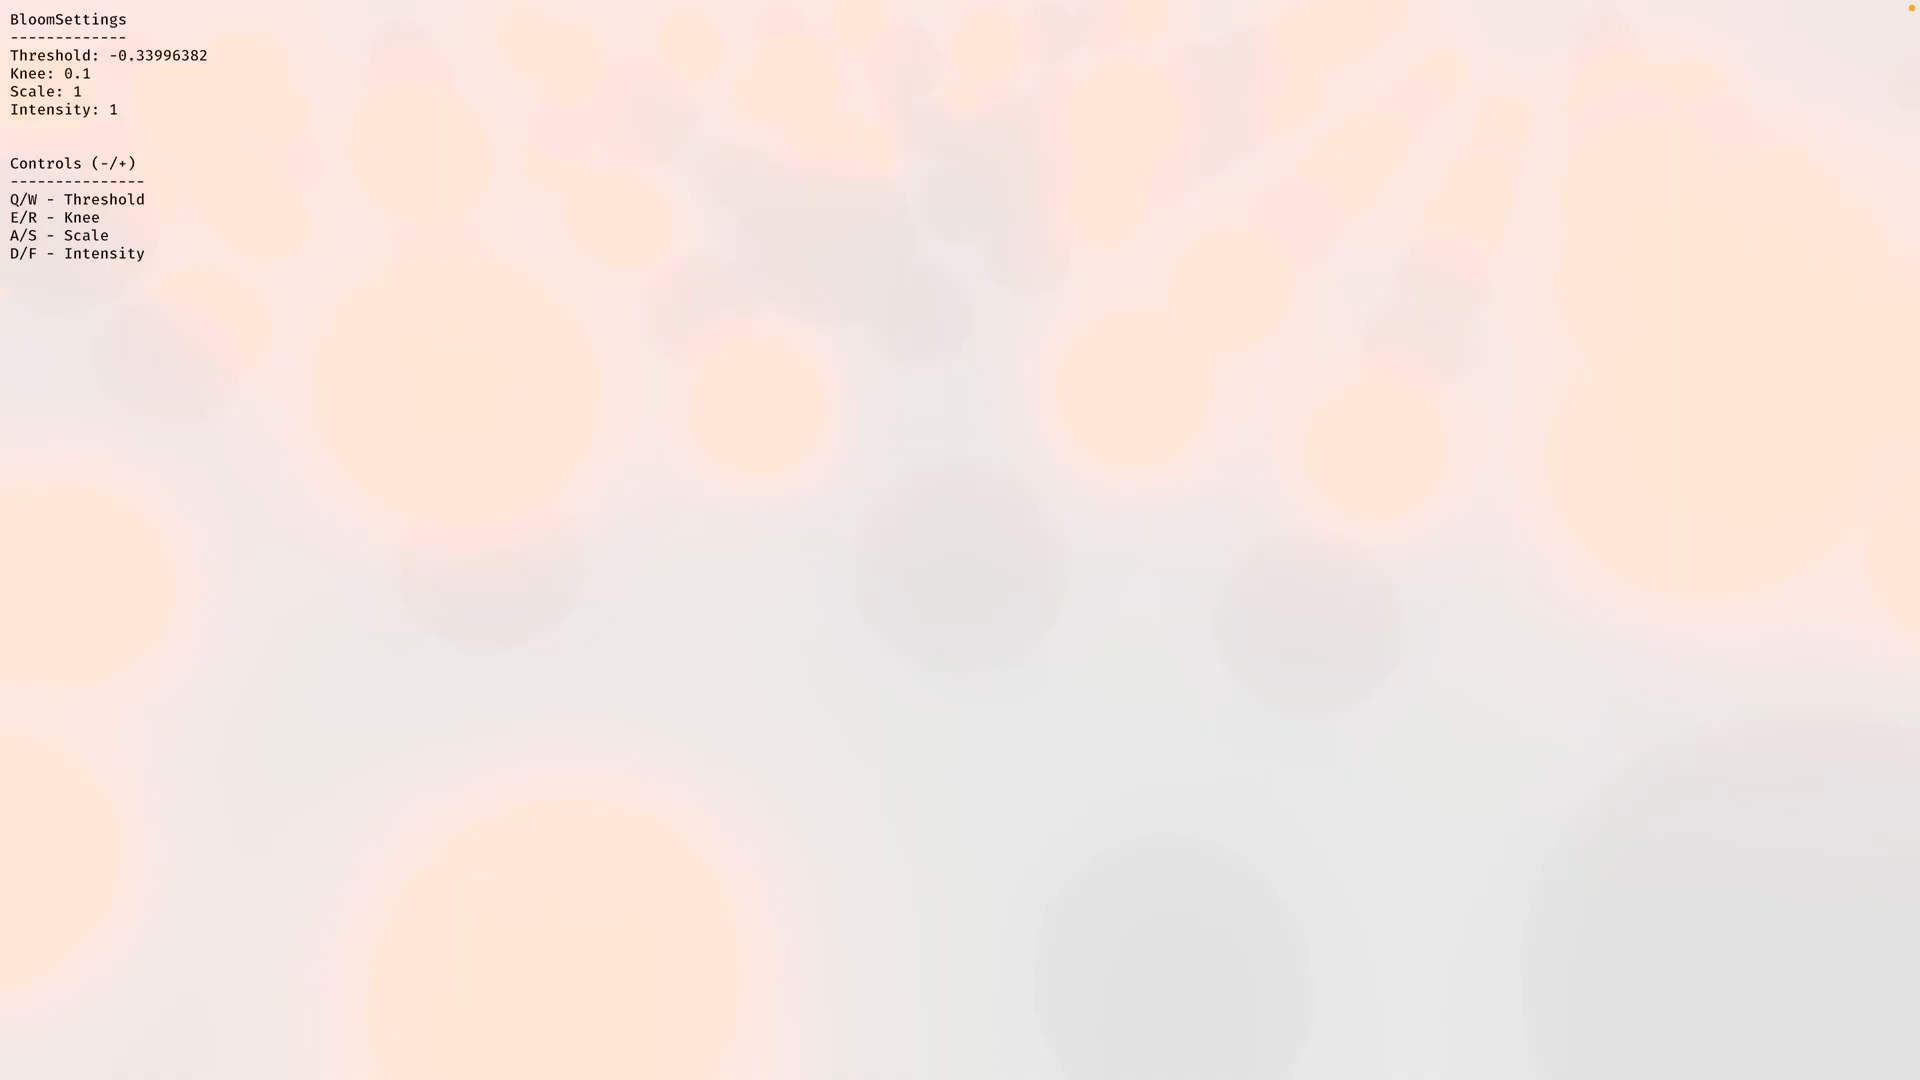 BloomSettings
-------------
Threshold: -0.33996382
Knee: 0.1
Scale: 1
Intensity: 1
Controls (-/+)
---------------
Q/W - Threshold
E/R - Knee
A/S - Scale
D/F - Intensity